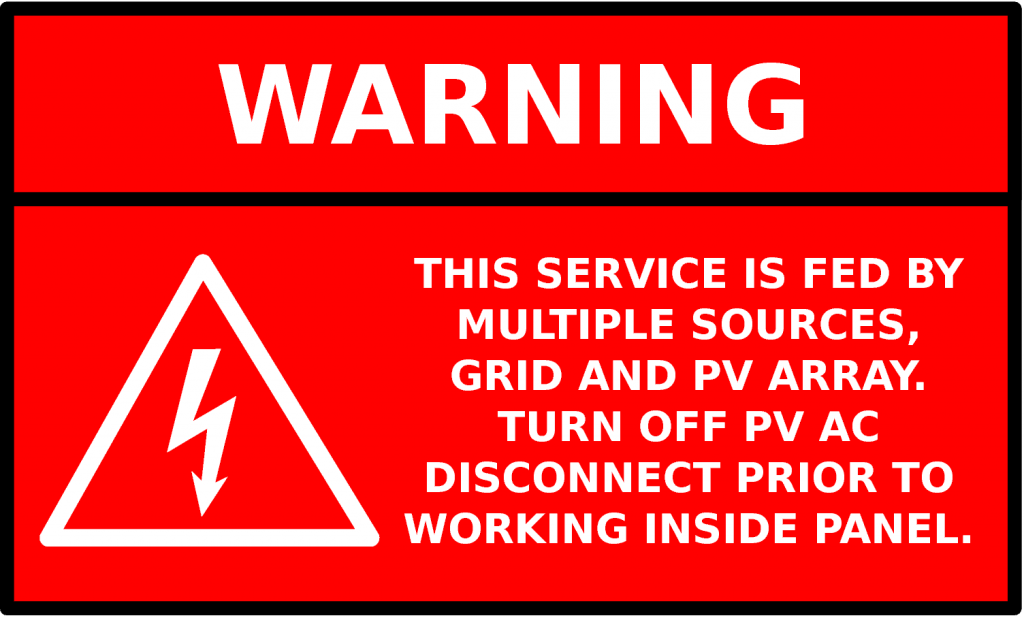 WARNING
THIS SERVICE IS FED BY
MULTIPLE SOURCES,
GRID AND PV ARRAY.
TURN OFF PV AC
DISCONNECT PRIOR TO
WORKING INSIDE PANEL.